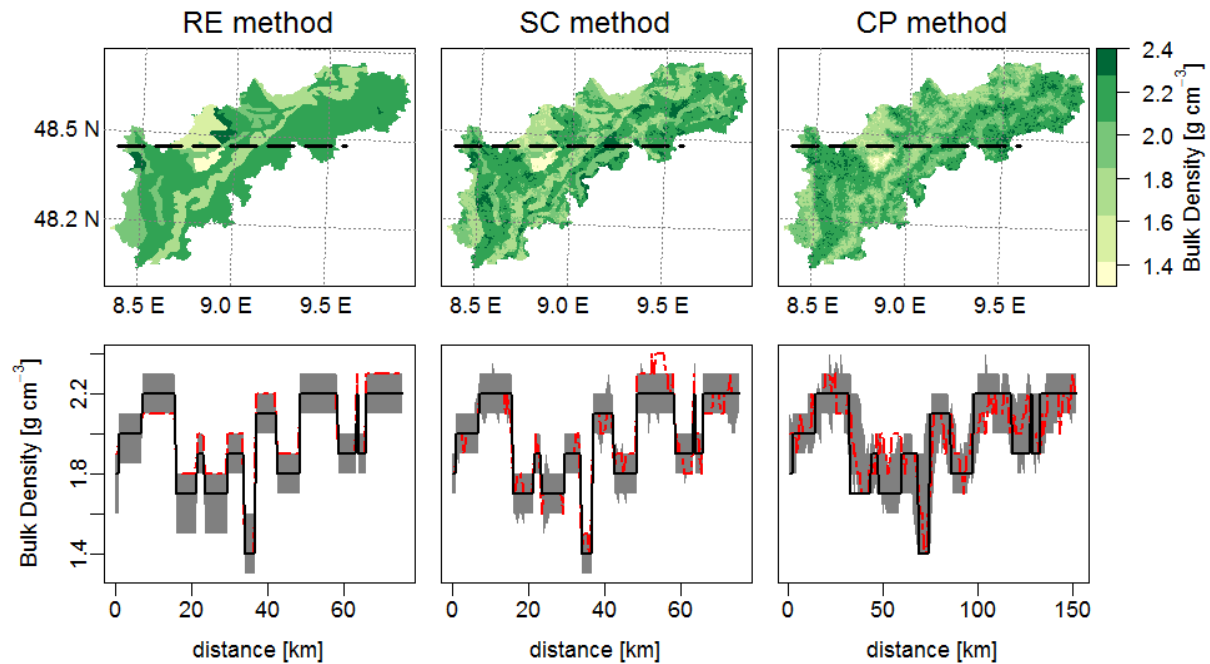 RE method
SC method
CP method
48.5 N
48.2 N
8.5 E
9.0 E
9.5 E
8.5 E
9.0 E
9.5 E
8.5 E
9.0 E
9.5 E
2.4
2.2
2.0
1.8
1.6
1.4
Bulk Density [g cm⁻³]
Bulk Density [g cm⁻³]
2.2
1.8
1.4
0
20
40
60
0
20
40
60
0
50
100
150
distance [km]
distance [km]
distance [km]